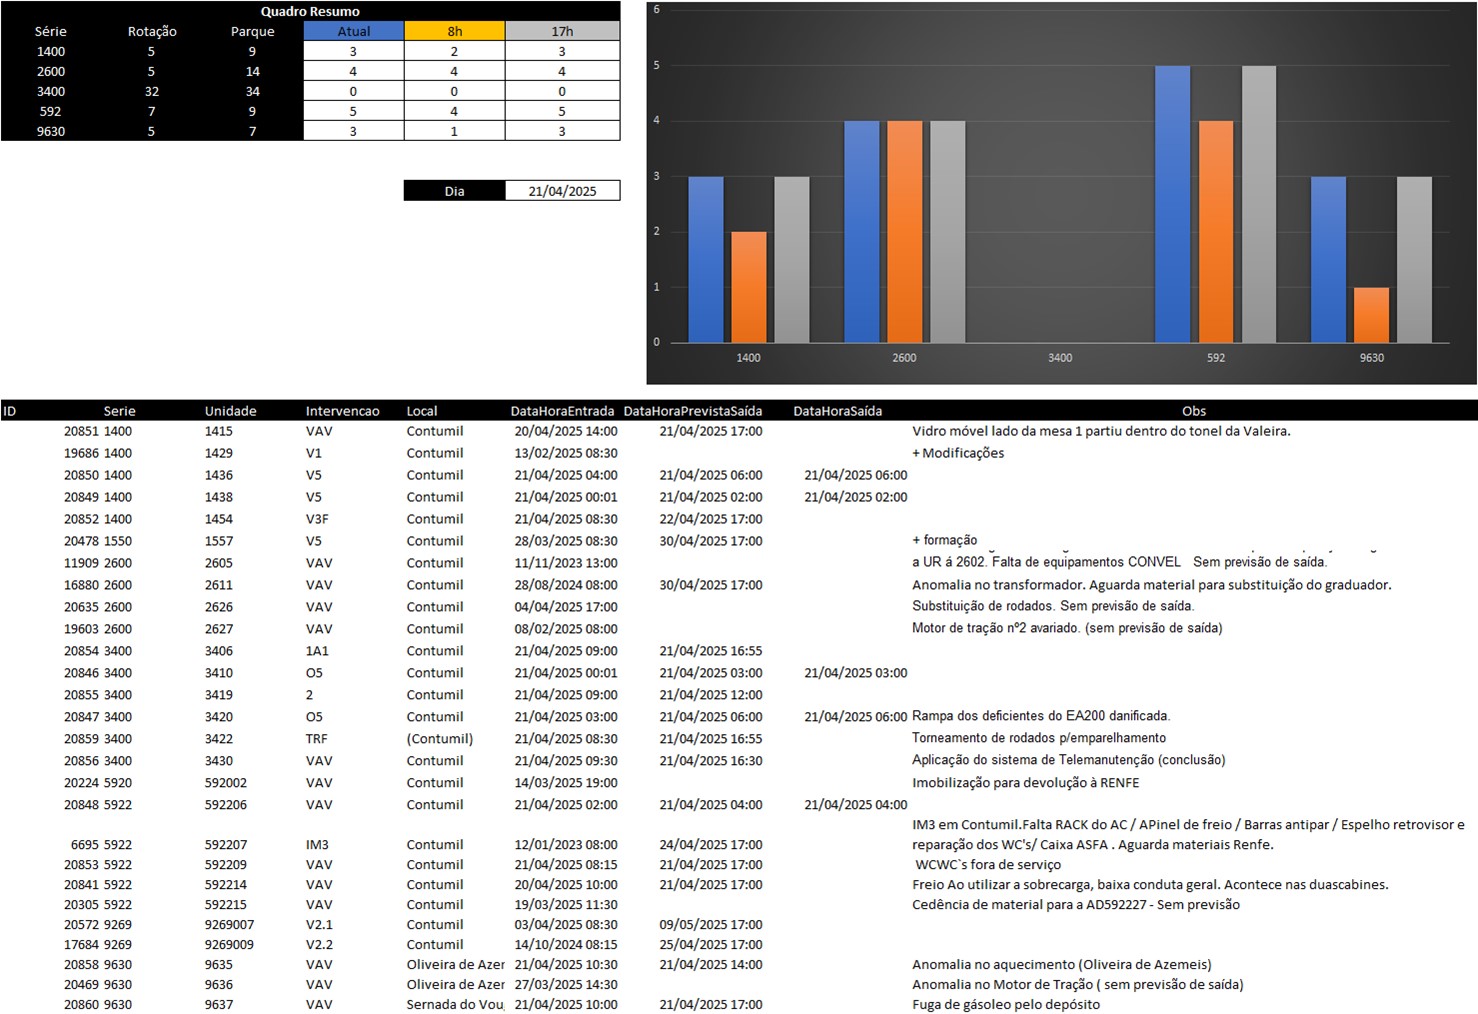 Quadro Resumo
Série Rotação Parque Atual 8h 17h
1400 5 9 3 2 3
2600 5 14 4 4 4
3400 32 34 0 0 0
592 7 9 5 4 5
9630 5 7 3 1 3
Dia 21/04/2025
6
5
4
3
2
1
0
1400 2600 3400 592 9630
ID Serie Unidade Intervencao Local DataHoraEntrada DataHoraPrevistaSaída DataHoraSaída Obs
20851 1400 1415 VAV Contumil 20/04/2025 14:00 21/04/2025 17:00 Vidro móvel lado da mesa 1 partiu dentro do tonel da Valeira.
19686 1400 1429 V1 Contumil 13/02/2025 08:30 + Modificações
20850 1400 1436 V5 Contumil 21/04/2025 04:00 21/04/2025 06:00 21/04/2025 06:00
20849 1400 1438 V5 Contumil 21/04/2025 00:01 21/04/2025 02:00 21/04/2025 02:00
20852 1400 1454 V3F Contumil 21/04/2025 08:30 22/04/2025 17:00
20478 1550 1557 V5 Contumil 28/03/2025 08:30 30/04/2025 17:00 + formação
11909 2600 2605 VAV Contumil 11/11/2023 13:00 a UR á 2602. Falta de equipamentos CONVEL Sem previsão de saída.
16880 2600 2611 VAV Contumil 28/08/2024 08:00 30/04/2025 17:00 Anomalia no transformador. Aguarda material para substituição do graduador.
20635 2600 2626 VAV Contumil 04/04/2025 17:00 Substituição de rodados. Sem previsão de saída.
19603 2600 2627 VAV Contumil 08/02/2025 08:00 Motor de tração nº2 avariado. (sem previsão de saída)
20854 3400 3406 1A1 Contumil 21/04/2025 09:00 21/04/2025 16:55
20846 3400 3410 O5 Contumil 21/04/2025 00:01 21/04/2025 03:00 21/04/2025 03:00
20855 3400 3419 2 Contumil 21/04/2025 09:00 21/04/2025 12:00
20847 3400 3420 O5 Contumil 21/04/2025 03:00 21/04/2025 06:00 21/04/2025 06:00 Rampa dos deficientes do EA200 danificada.
20859 3400 3422 TRF (Contumil) 21/04/2025 08:30 21/04/2025 16:55 Torneamento de rodados p/emparelhamento
20856 3400 3430 VAV Contumil 21/04/2025 09:30 21/04/2025 16:30 Aplicação do sistema de Telemanutenção (conclusão)
20224 5920 592002 VAV Contumil 14/03/2025 19:00 Imobilização para devolução à RENFE
20848 5922 592206 VAV Contumil 21/04/2025 02:00 21/04/2025 04:00 21/04/2025 04:00
IM3 em Contumil.Falta RACK do AC / APinel de freio / Barras antipar / Espelho retrovisor e
6695 5922 592207 IM3 Contumil 12/01/2023 08:00 24/04/2025 17:00 reparação dos WC's/ Caixa ASFA . Aguarda materiais Renfe.
20853 5922 592209 VAV Contumil 21/04/2025 08:15 21/04/2025 17:00 WCWC`s fora de serviço
20841 5922 592214 VAV Contumil 20/04/2025 10:00 21/04/2025 17:00 Freio Ao utilizar a sobrecarga, baixa conduta geral. Acontece nas duascabines.
20305 5922 592215 VAV Contumil 19/03/2025 11:30 Cedência de material para a AD592227 - Sem previsão
20572 9269 9269007 V2.1 Contumil 03/04/2025 08:30 09/05/2025 17:00
17684 9269 9269009 V2.2 Contumil 14/10/2024 08:15 25/04/2025 17:00
20858 9630 9635 VAV Oliveira de Azer 21/04/2025 10:30 21/04/2025 14:00 Anomalia no aquecimento (Oliveira de Azemeis)
20469 9630 9636 VAV Oliveira de Azer 27/03/2025 14:30 Anomalia no Motor de Tração ( sem previsão de saída)
20860 9630 9637 VAV Sernada do Vou 21/04/2025 10:00 21/04/2025 17:00 Fuga de gásoleo pelo depósito